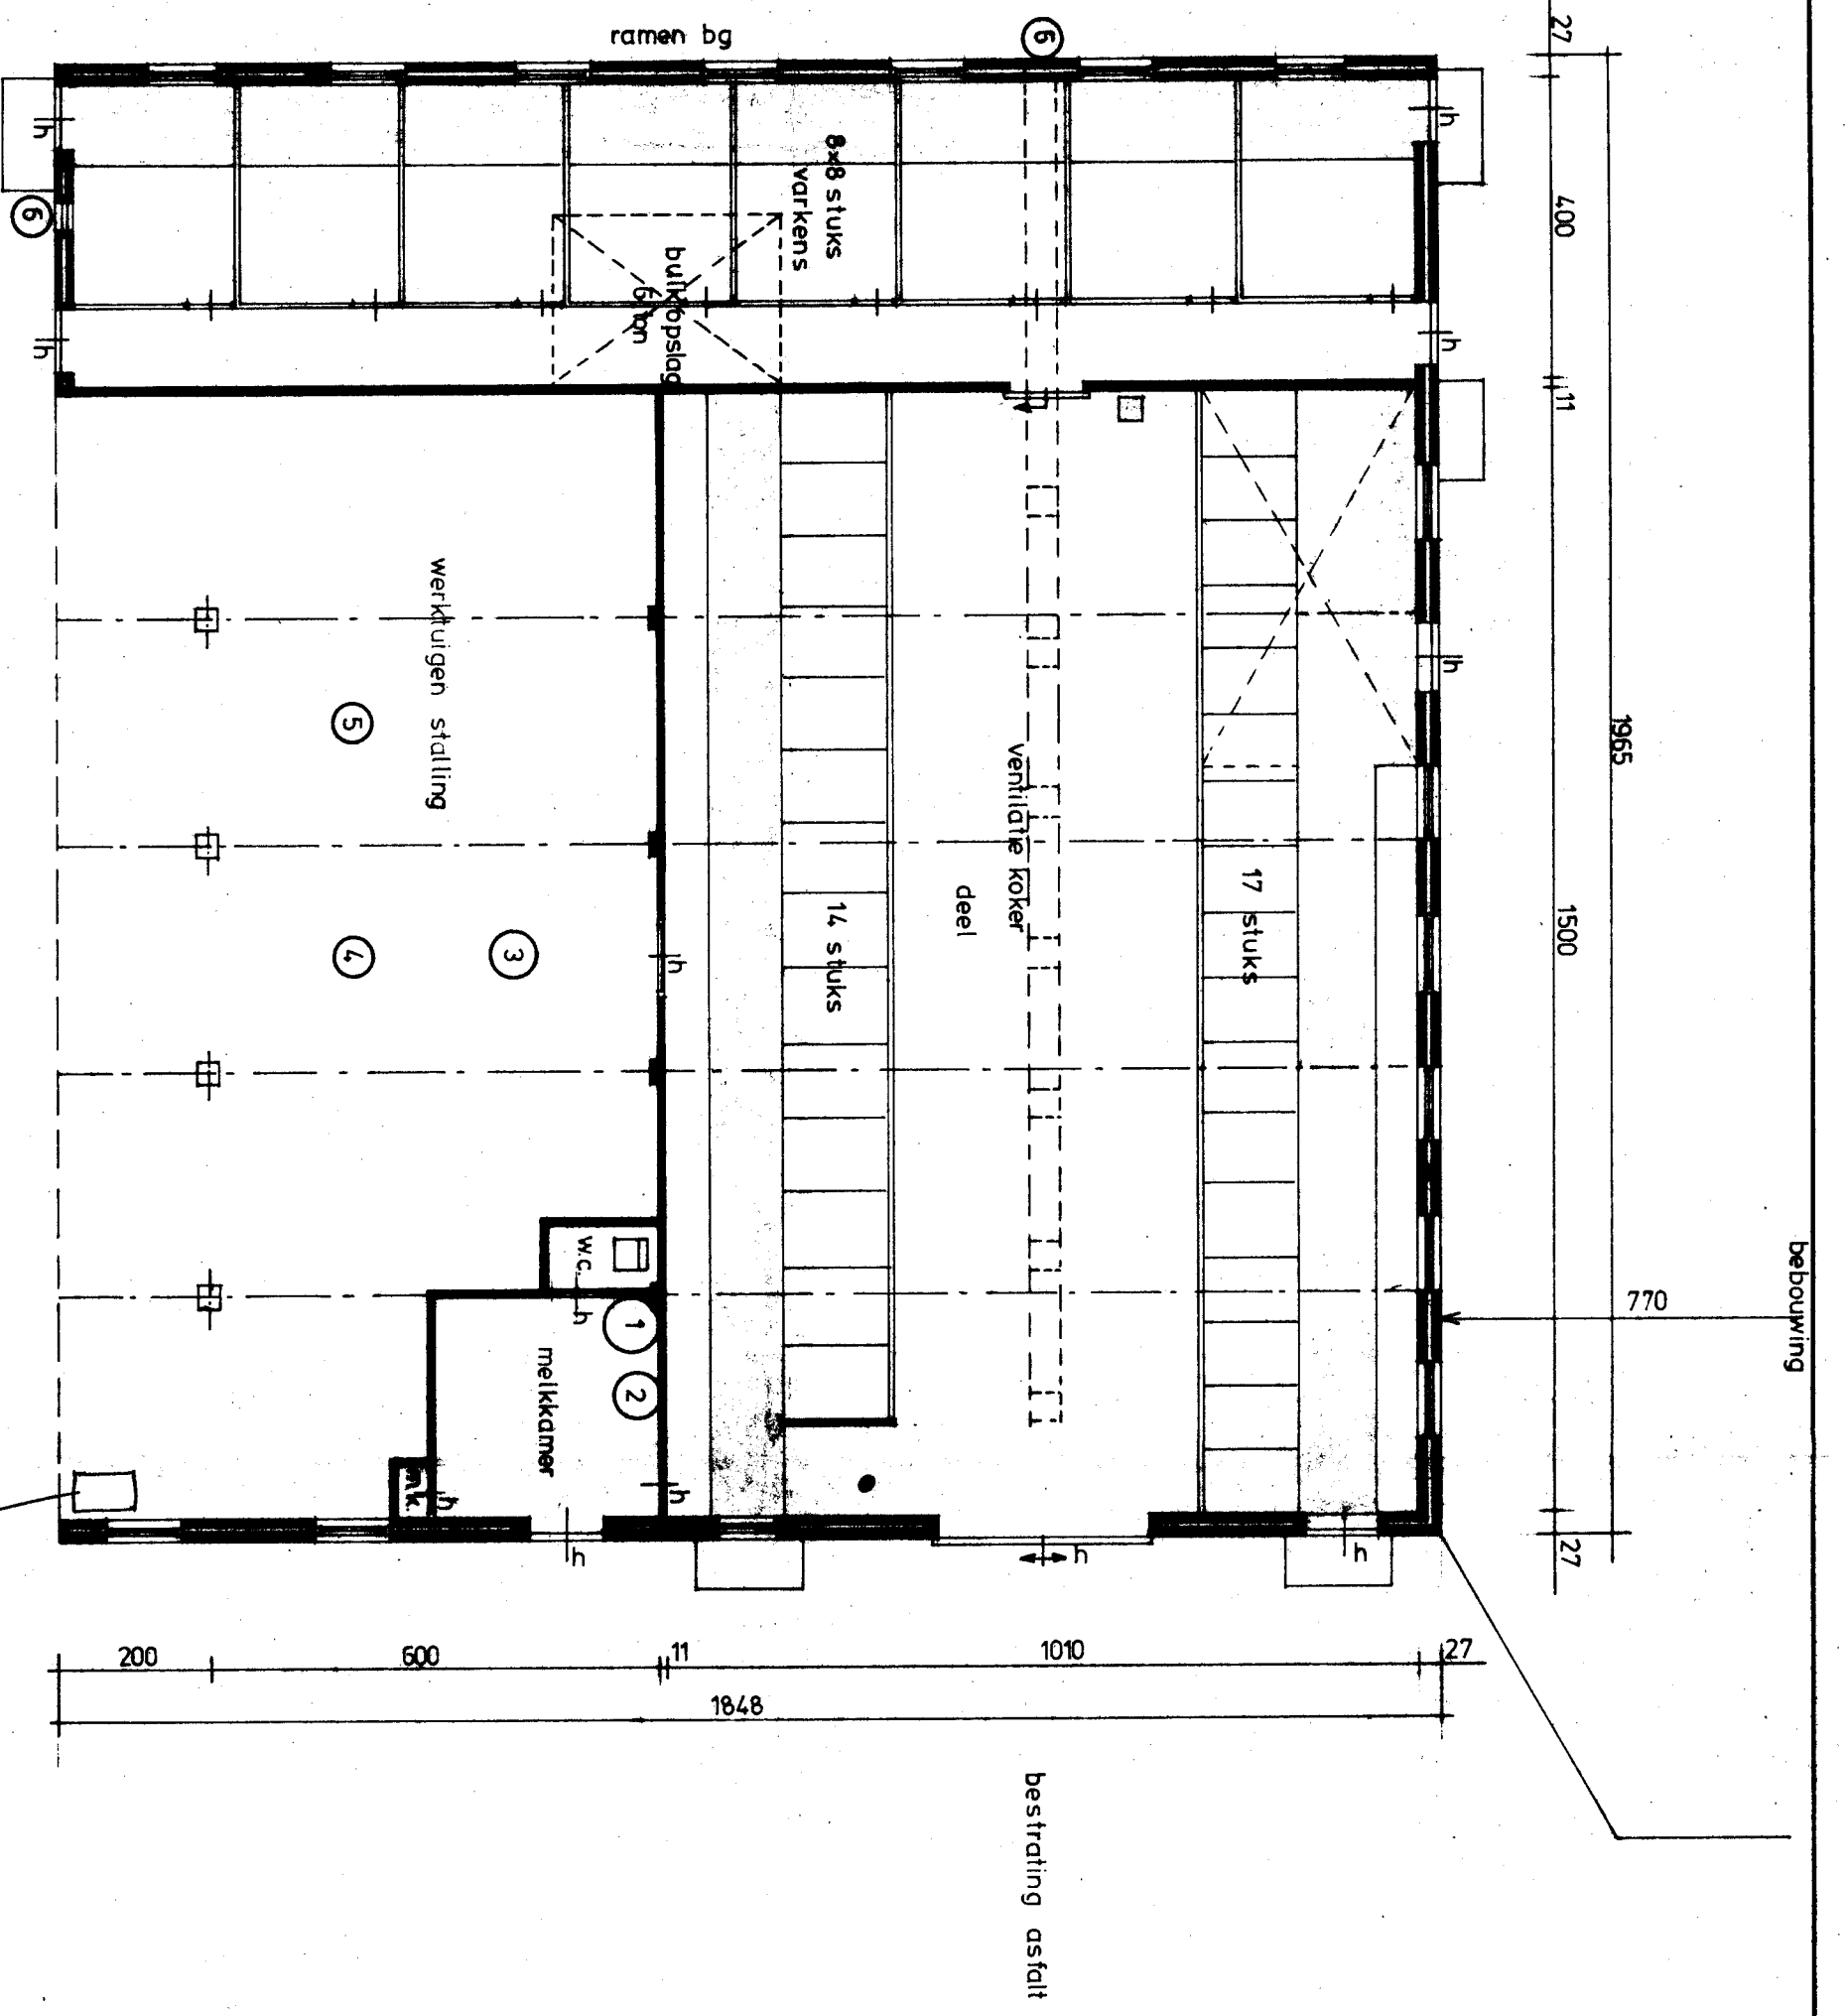 ramen bg
6
27
8x8 stuks
varkens
400
6
bulkopslag
6 ton
h
h
h
h
11
werktuigen stalling
h
5
ventilatie koker
1965
deel
17 stuks
14 stuks
1500
4
3
h
w.c.
h
1
2
melkkamer
m.k.
h
h
h
h
h
770
bebouwing
27
200
600
11
1010
27
1848
bestrating asfalt